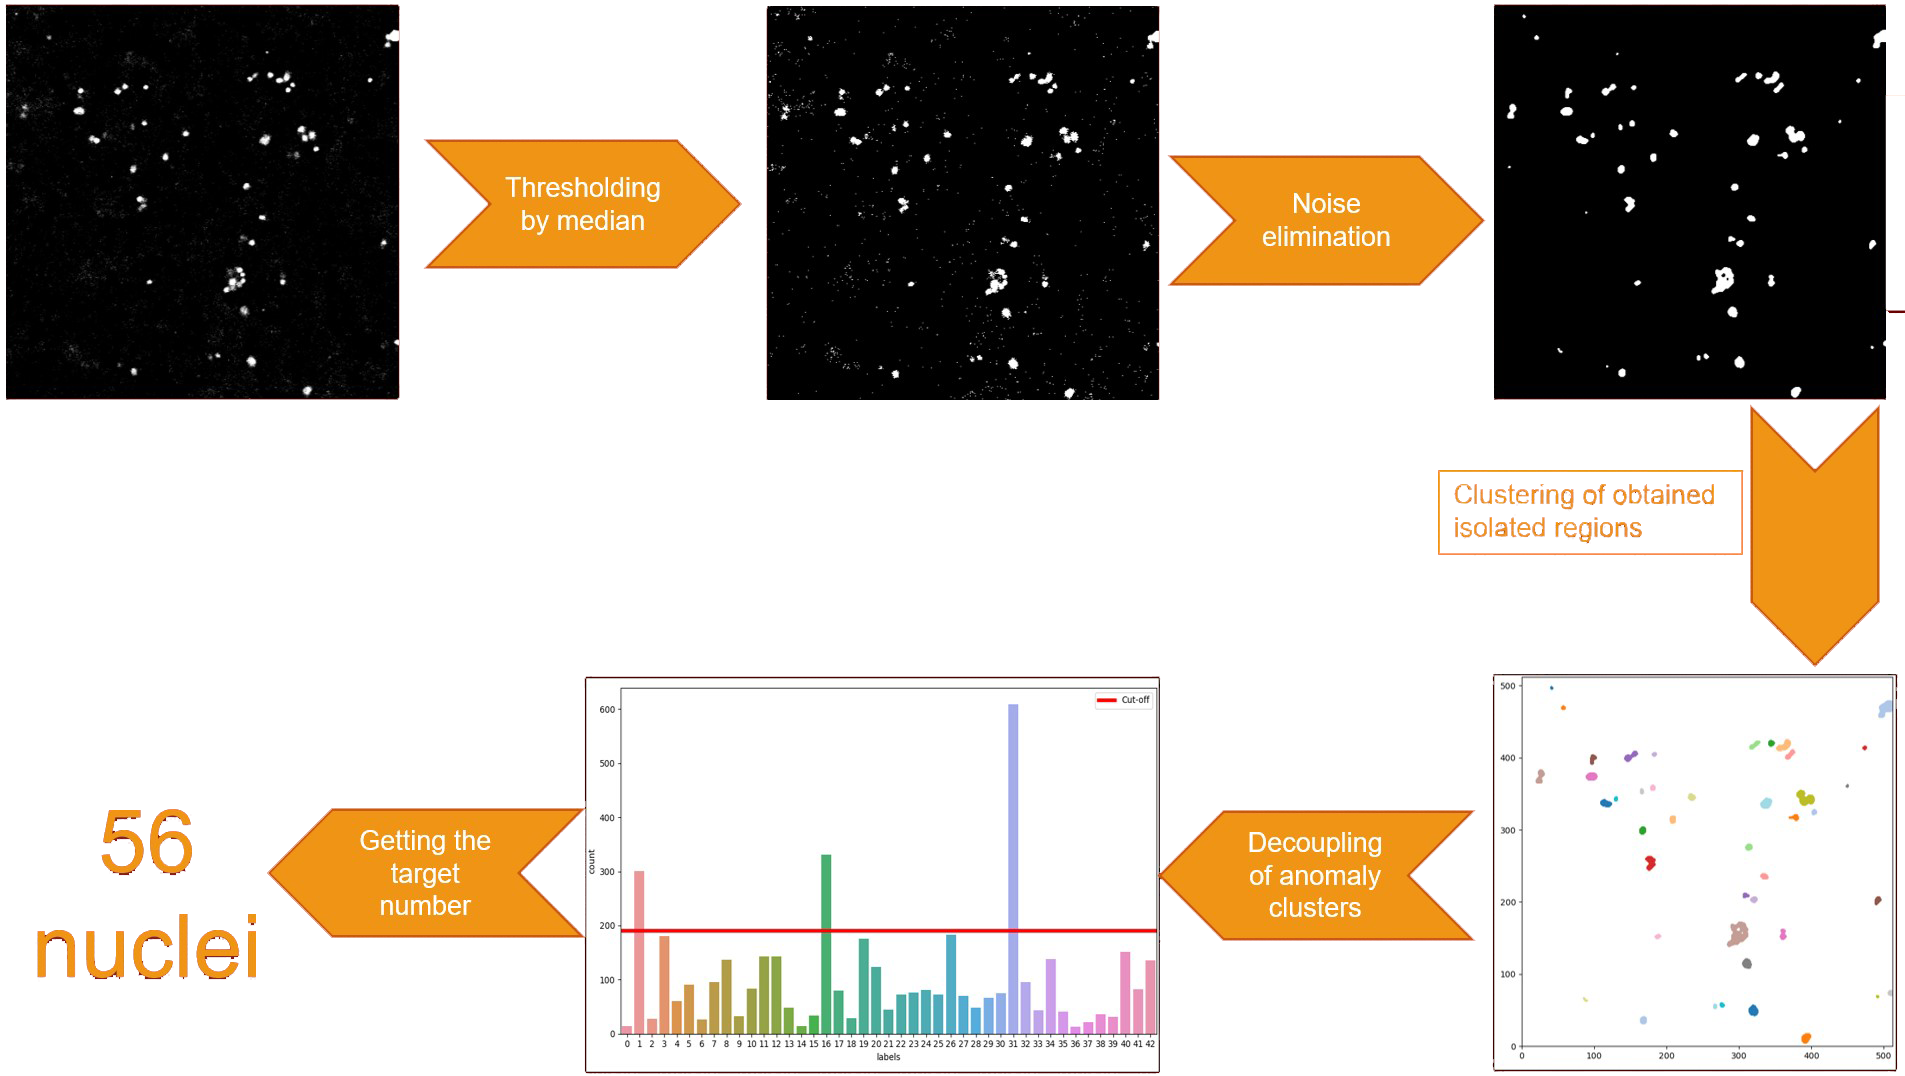 Thresholding
by median
Noise
elimination
Clustering of obtained
isolated regions
500
400
300
200
100
0
0 100 200 300 400 500
Decoupling
of anomaly
clusters
Cut-off
600
500
400
300
200
100
0
count
0 1 2 3 4 5 6 7 8 9 10 11 12 13 14 15 16 17 18 19 20 21 22 23 24 25 26 27 28 29 30 31 32 33 34 35 36 37 38 39 40 41 42
labels
Getting the
target
number
56
nuclei